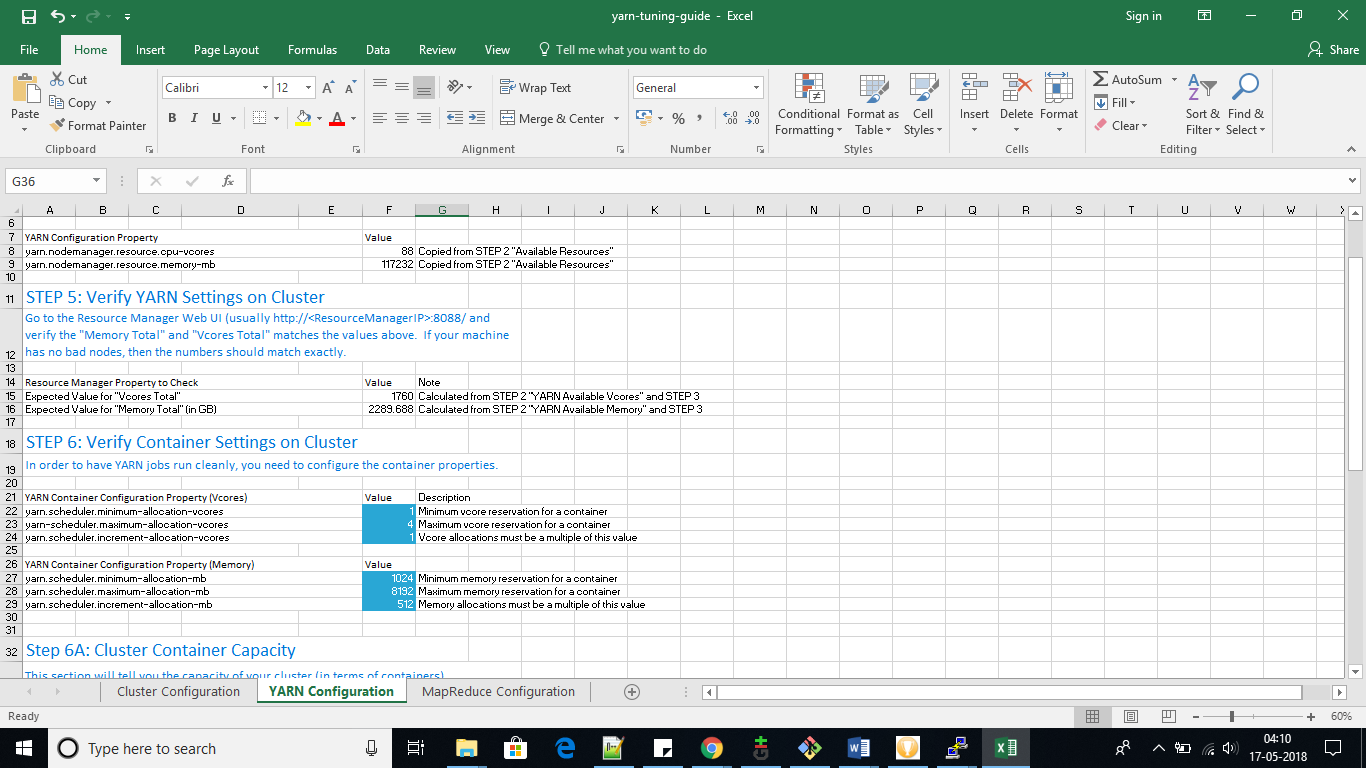 yarn-tuning-guide - Excel
Sign in
File Home Insert Page Layout Formulas Data Review View Tell me what you want to do Share
Paste
Cut
Copy
Format Painter
Clipboard
Calibri 12
B I U
Font
Wrap Text
Merge & Center
Alignment
General
%
Number
Conditional Formatting
Format as Table
Cell Styles
Styles
Insert Delete Format
Cells
AutoSum
Fill
Clear
Sort & Filter
Find & Select
Editing
G36
fx
A B C D E F G H I J K L M N O P Q R S T U V W X
6
7 YARN Configuration Property Value
8 yarn.nodemanager.resource.cpu-vcores 88 Copied from STEP 2 "Available Resources"
9 yarn.nodemanager.resource.memory-mb 117232 Copied from STEP 2 "Available Resources"
10
11 STEP 5: Verify YARN Settings on Cluster
Go to the Resource Manager Web UI (usually http://<ResourceManagerIP>:8088/ and
verify the "Memory Total" and "Vcores Total" matches the values above. If your machine
12 has no bad nodes, then the numbers should match exactly.
13
14 Resource Manager Property to Check Value Note
15 Expected Value for "Vcores Total" 1760 Calculated from STEP 2 "YARN Available Vcores" and STEP 3
16 Expected Value for "Memory Total" (in GB) 2289.688 Calculated from STEP 2 "YARN Available Memory" and STEP 3
17
18 STEP 6: Verify Container Settings on Cluster
19 In order to have YARN jobs run cleanly, you need to configure the container properties.
20
21 YARN Container Configuration Property (Vcores) Value Description
22 yarn.scheduler.minimum-allocation-vcores 1 Minimum vcore reservation for a container
23 yarn-scheduler.maximum-allocation-vcores 4 Maximum vcore reservation for a container
24 yarn.scheduler.increment-allocation-vcores 1 Vcore allocations must be a multiple of this value
25
26 YARN Container Configuration Property (Memory) Value
27 yarn.scheduler.minimum-allocation-mb 1024 Minimum memory reservation for a container
28 yarn.scheduler.maximum-allocation-mb 8192 Maximum memory reservation for a container
29 yarn.scheduler.increment-allocation-mb 512 Memory allocations must be a multiple of this value
30
31
32 Step 6A: Cluster Container Capacity
This section will tell you the capacity of your cluster (in terms of containers).
Cluster Configuration YARN Configuration MapReduce Configuration
Ready
60%
Type here to search
04:10
17-05-2018